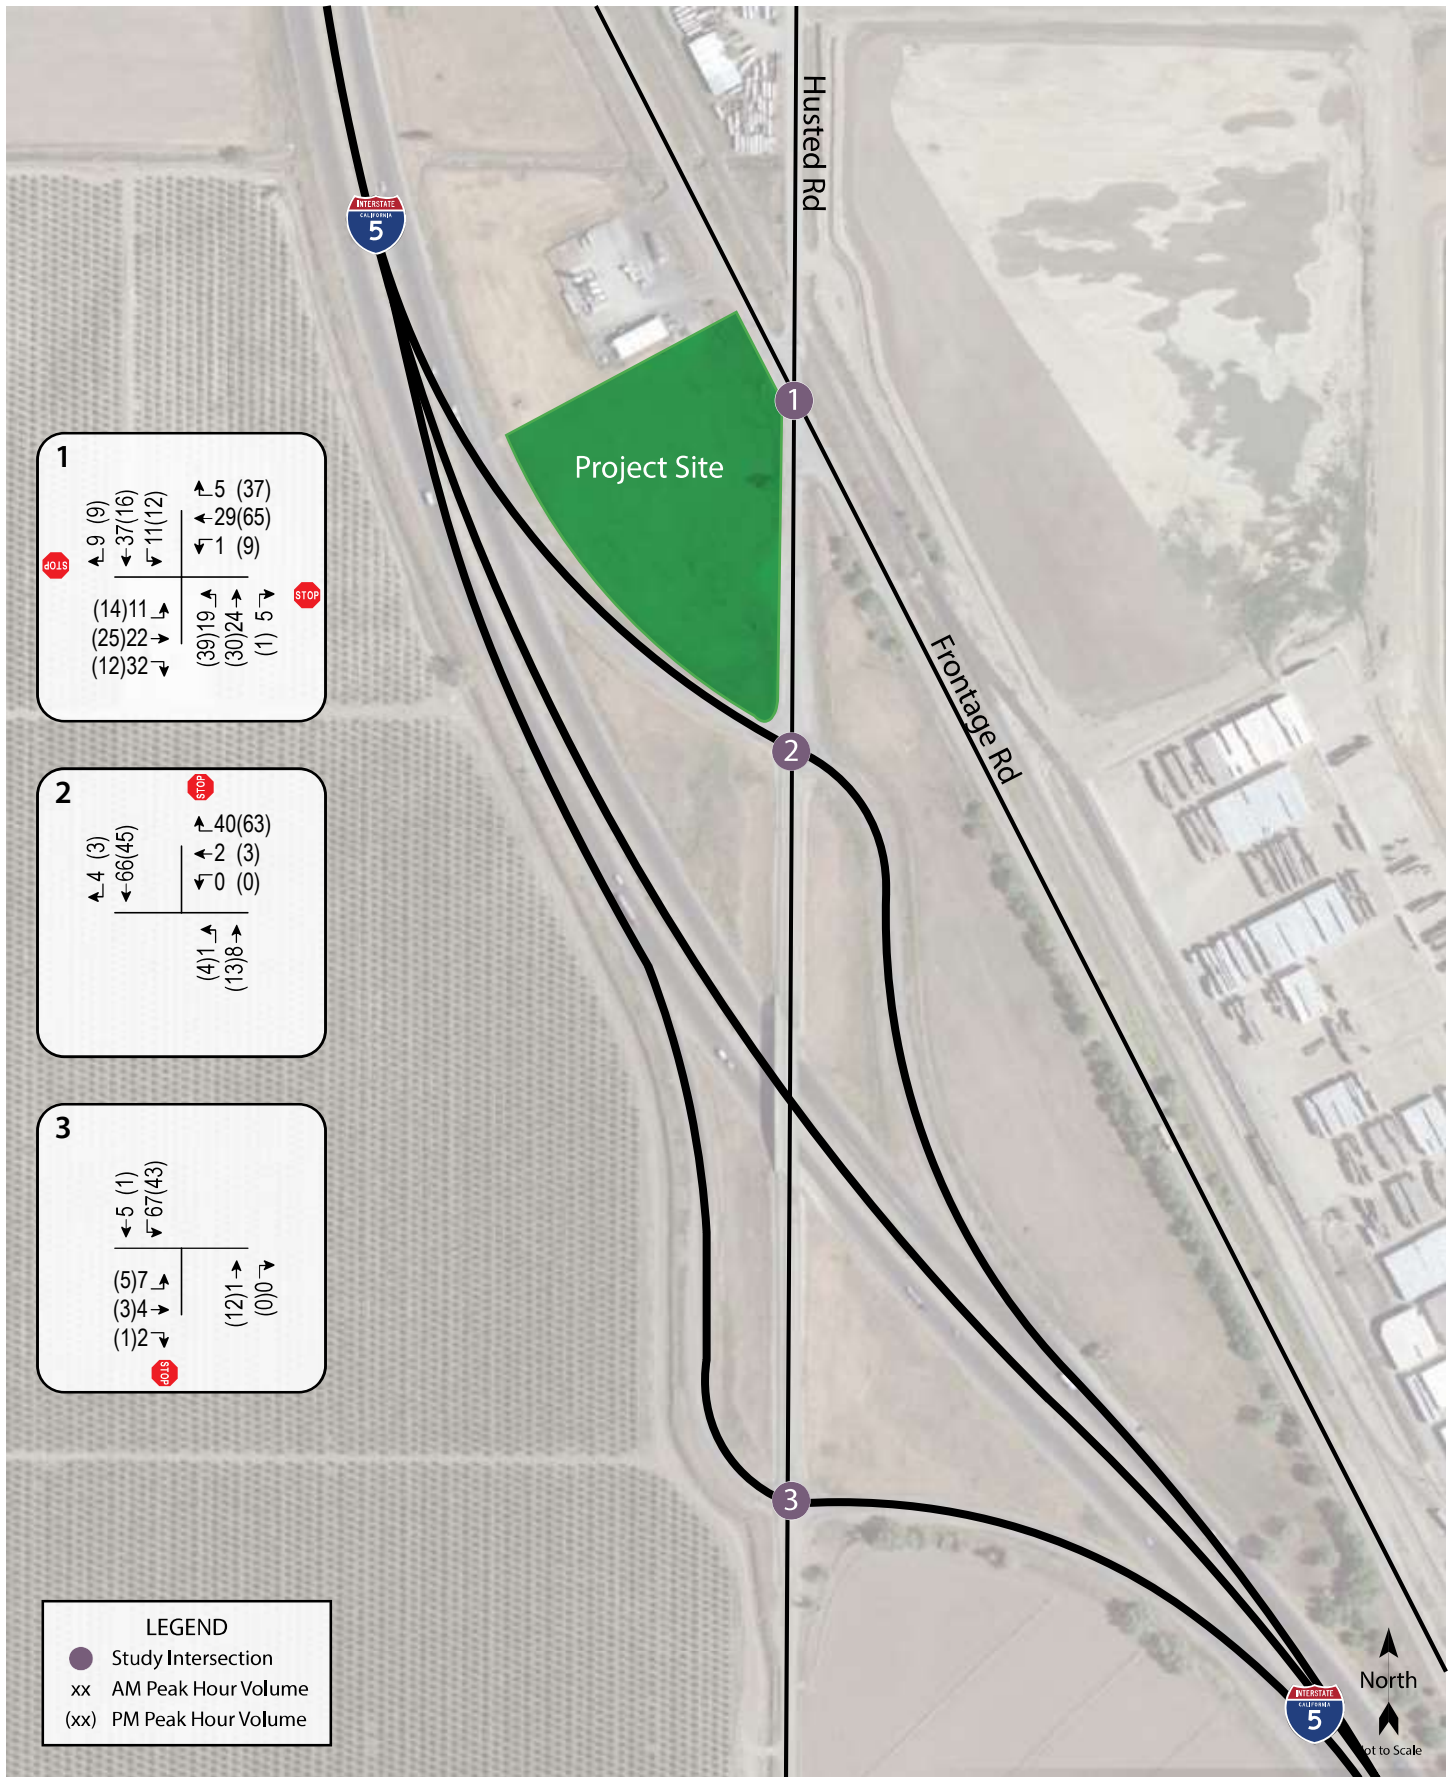 Husted Rd
INTERSTATE
CALIFORNIA
5
1
Project Site
1
9 (9)
37(16)
11(12)
5 (37)
29(65)
1 (9)
STOP
(14)11
(25)22
(12)32
(39)19
(30)24
(1) 5
STOP
Frontage Rd
2
2
STOP
4 (3)
66(45)
40(63)
2 (3)
0 (0)
(4)1
(13)8
3
5 (1)
67(43)
(5)7
(3)4
(1)2
(12)1
(0)0
STOP
3
LEGEND
Study Intersection
xx AM Peak Hour Volume
(xx) PM Peak Hour Volume
INTERSTATE
CALIFORNIA
5
North
ot to Scale